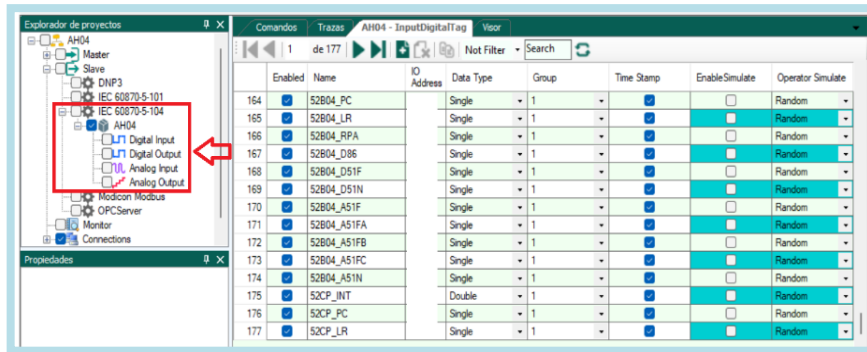 Explorador de proyectos
AH04
Master
Slave
DNP3
IEC 60870-5-101
IEC 60870-5-104
AH04
Digital Input
Digital Output
Analog Input
Analog Output
Modicon Modbus
OPCServer
Monitor
Connections
Propiedades
Comandos Trazas AH04 - InputDigitalTag Visor
1 de 177 Not Filter Search
Enabled Name IO Address Data Type Group Time Stamp EnableSimulate Operator Simulate
164 52B04_PC Single 1 Random
165 52B04_LR Single 1 Random
166 52B04_RPA Single 1 Random
167 52B04_D86 Single 1 Random
168 52B04_D51F Single 1 Random
169 52B04_D51N Single 1 Random
170 52B04_A51F Single 1 Random
171 52B04_A51FA Single 1 Random
172 52B04_A51FB Single 1 Random
173 52B04_A51FC Single 1 Random
174 52B04_A51N Single 1 Random
175 52CP_INT Double 1 Random
176 52CP_PC Single 1 Random
177 52CP_LR Single 1 Random